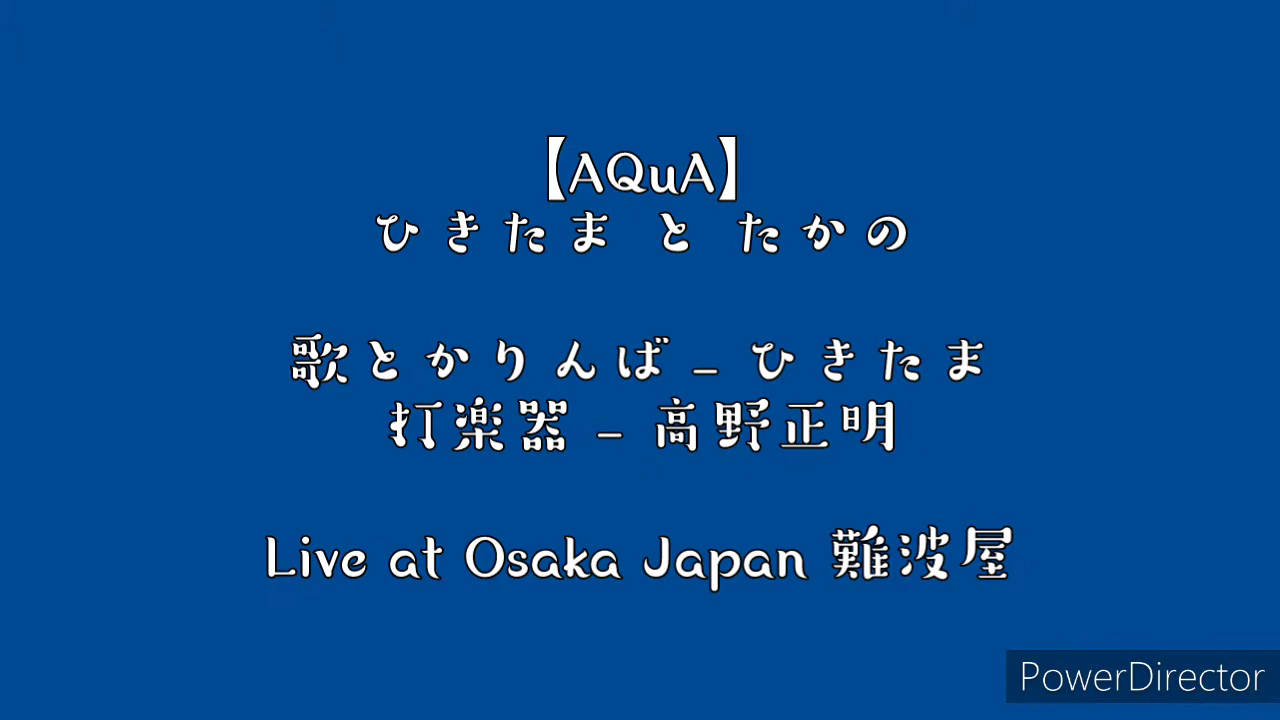 【AQuA】
ひきたま と たかの
歌とかりんば – ひきたま
打楽器 – 高野正明
Live at Osaka Japan 難波屋
PowerDirector